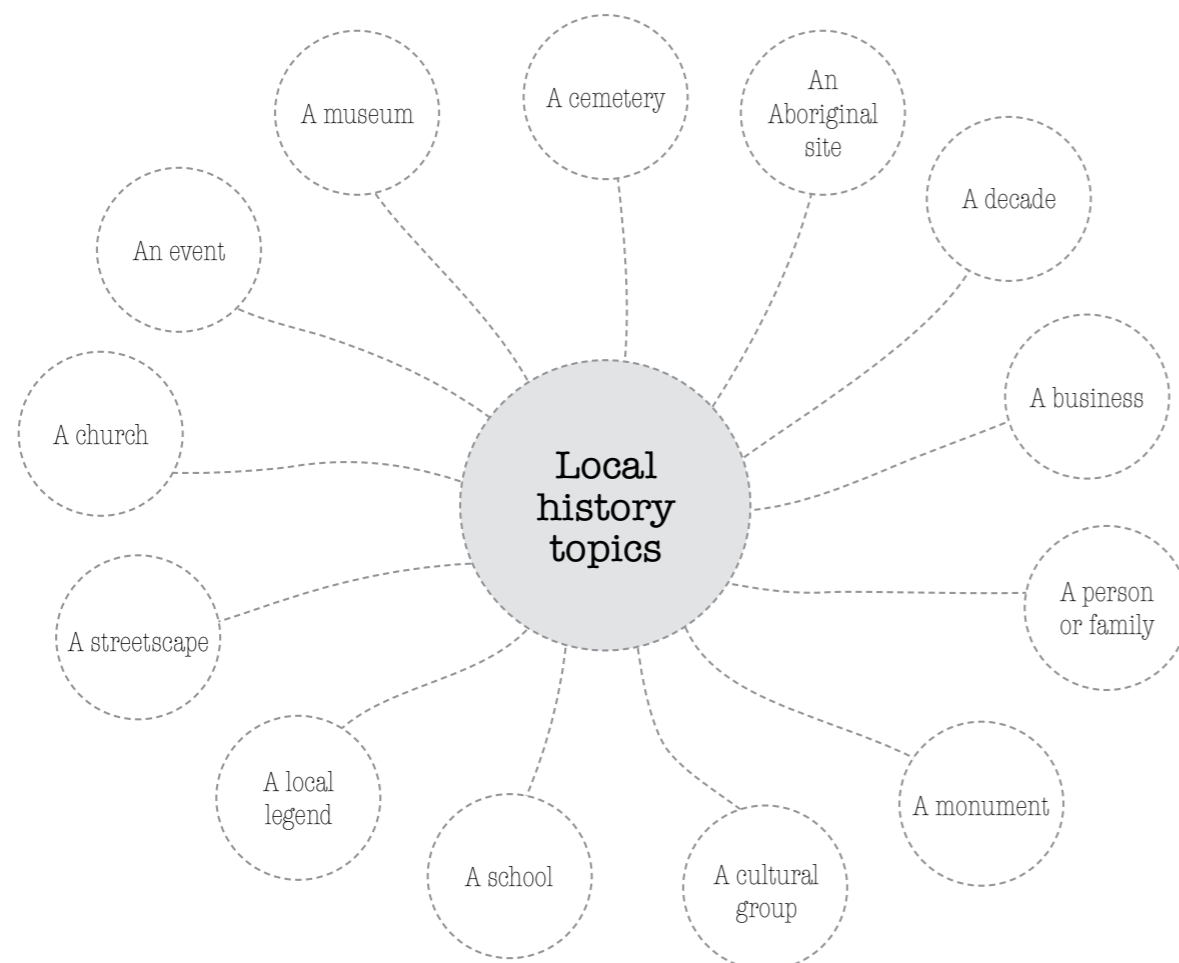 A museum
A cemetery
An
Aboriginal
site
A decade
An event
A business
A church
Local
history
topics
A person
or family
A streetscape
A local
legend
A monument
A school
A cultural
group